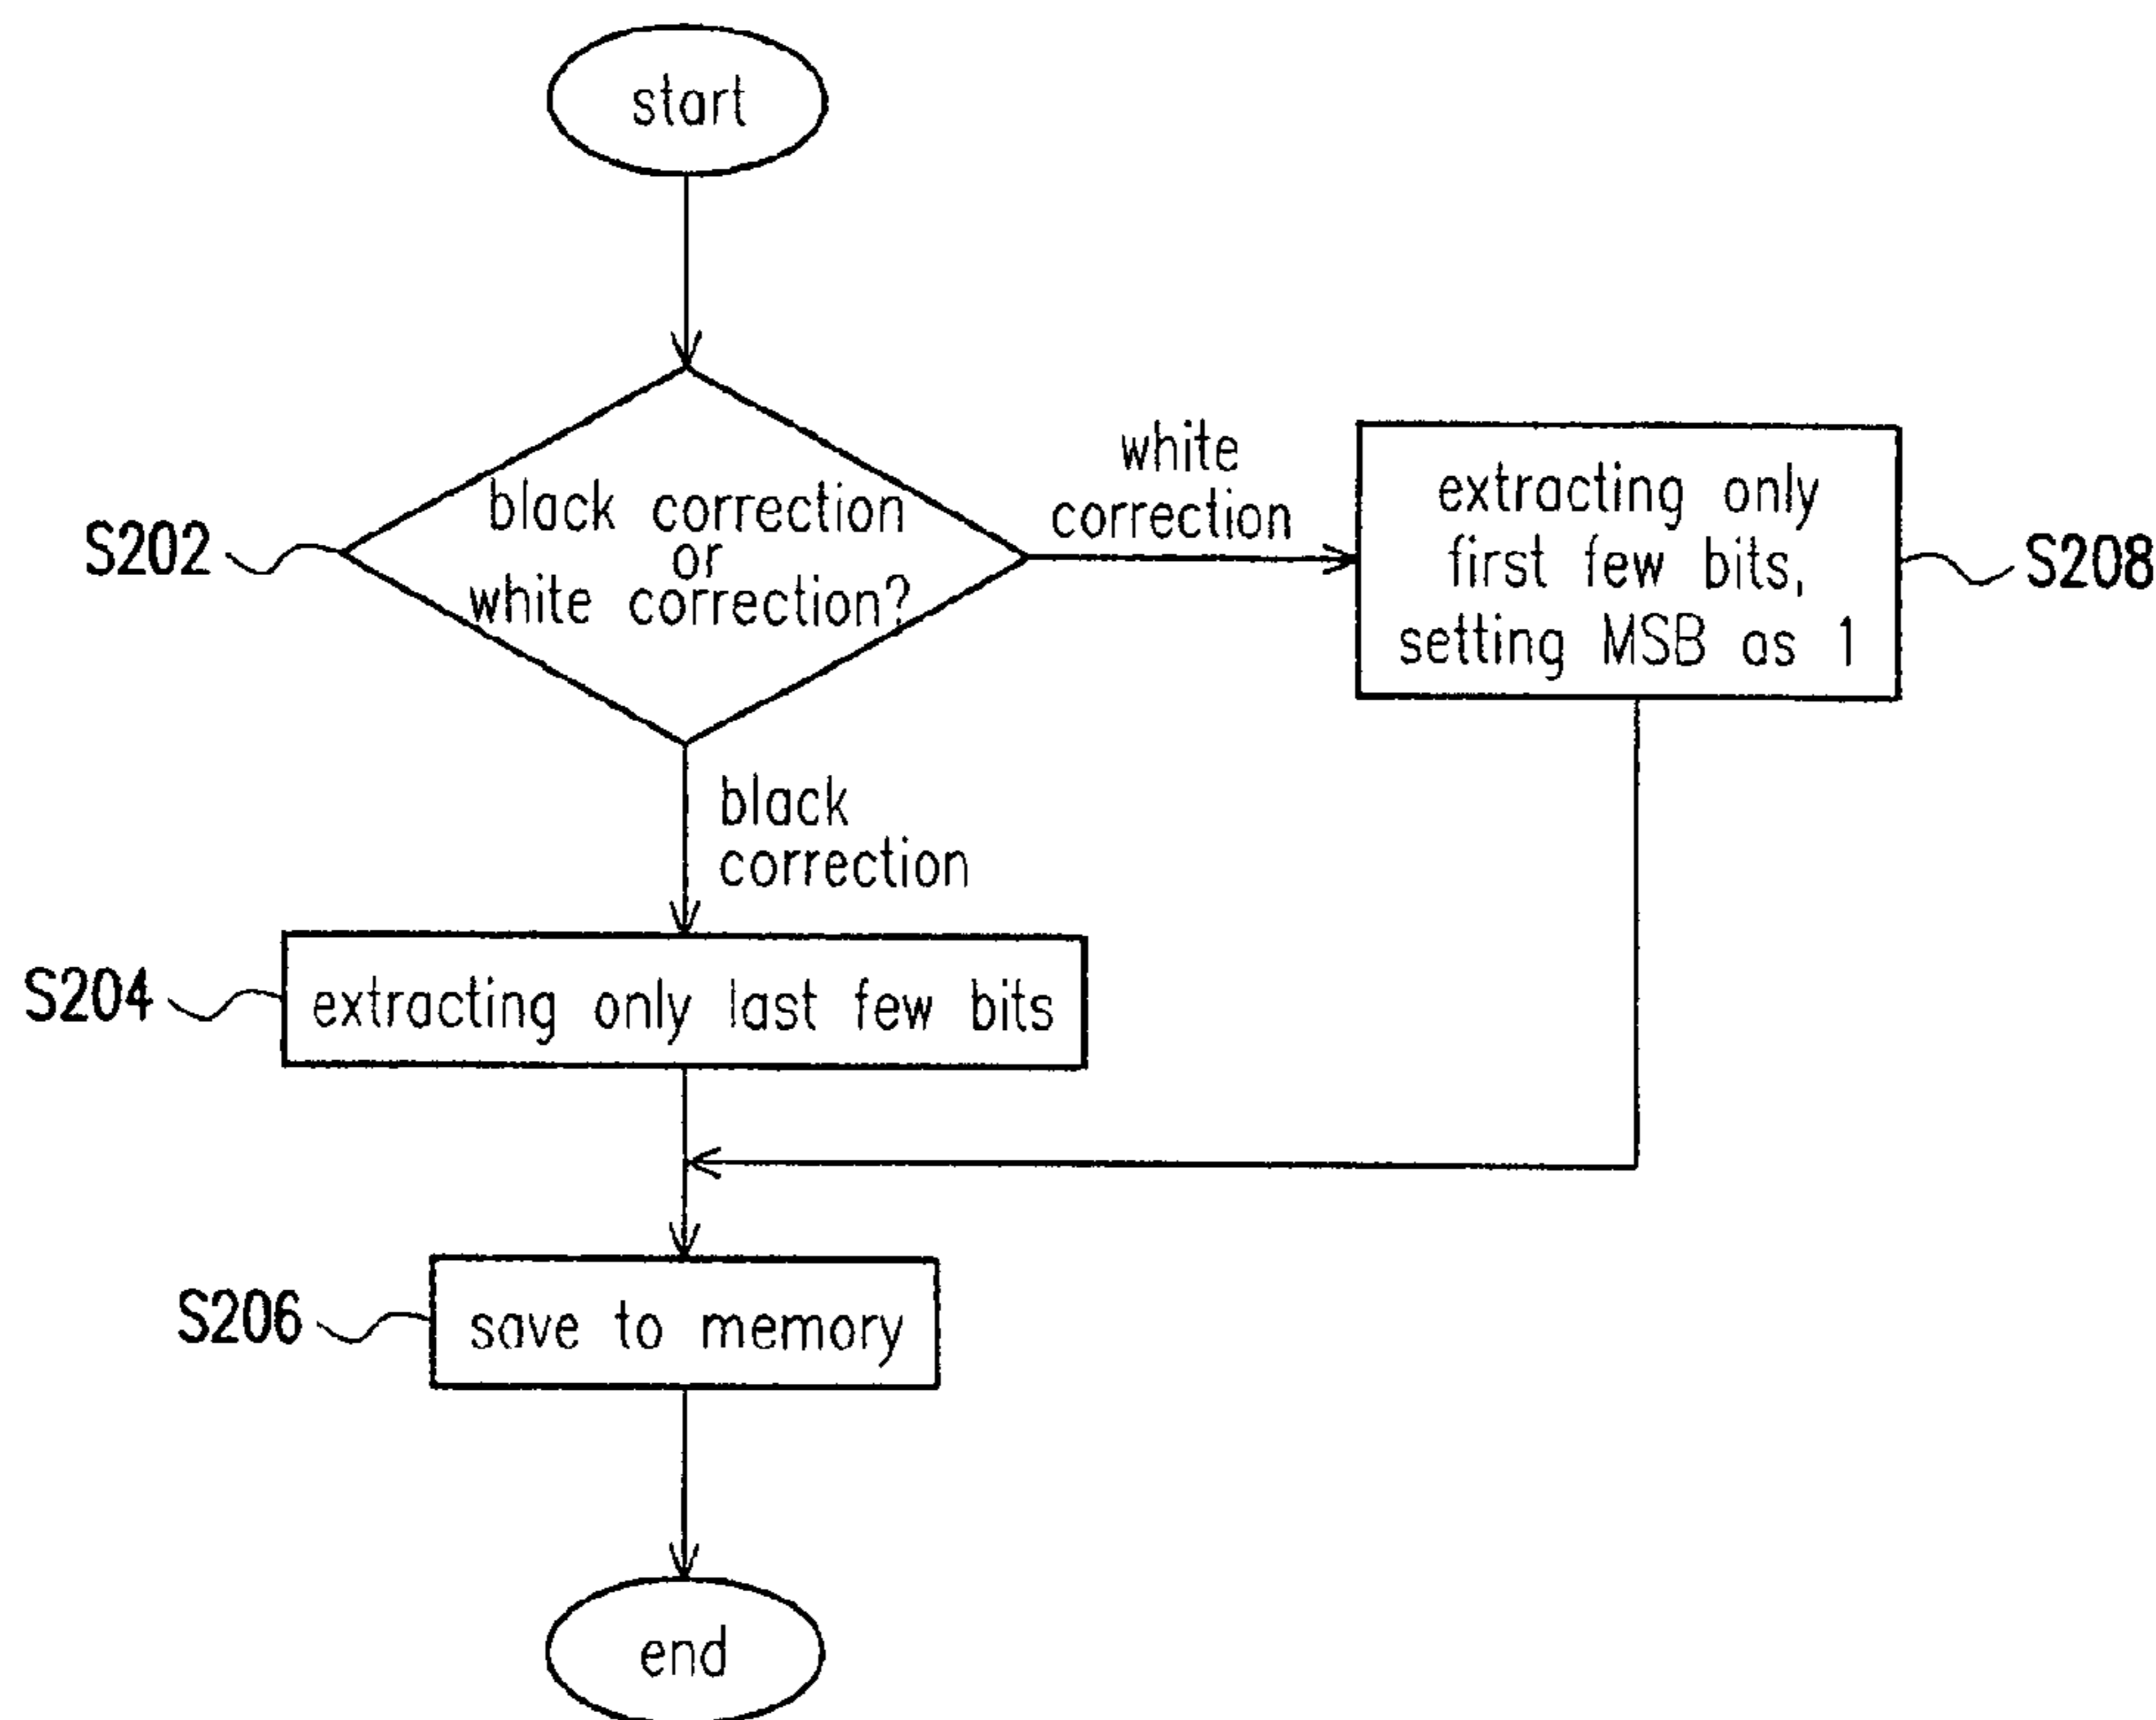 start
black correction
or
white correction?
S202
white
correction
extracting only
first few bits,
setting MSB as 1
S208
black
correction
S204
extracting only last few bits
S206
save to memory
end